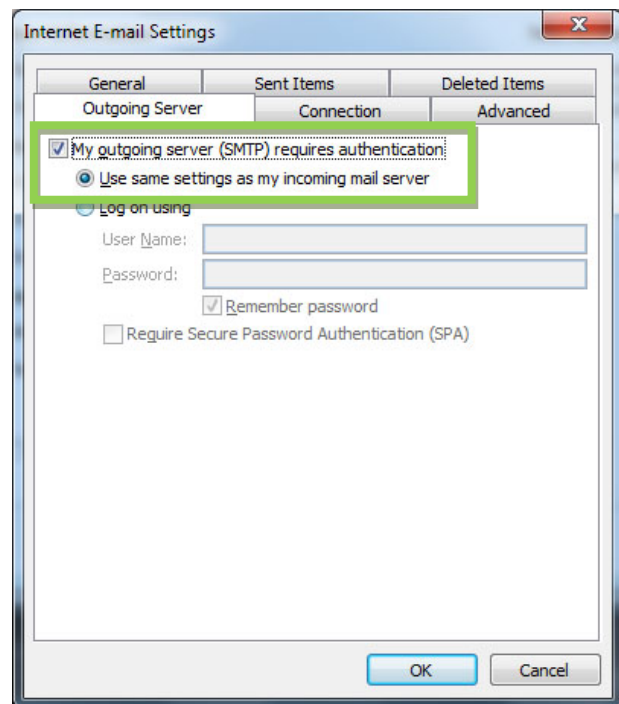 Internet E-mail Settings
General Sent Items Deleted Items
Outgoing Server Connection Advanced
My outgoing server (SMTP) requires authentication
Use same settings as my incoming mail server
Log on using
User Name:
Password:
Remember password
Require Secure Password Authentication (SPA)
OK Cancel